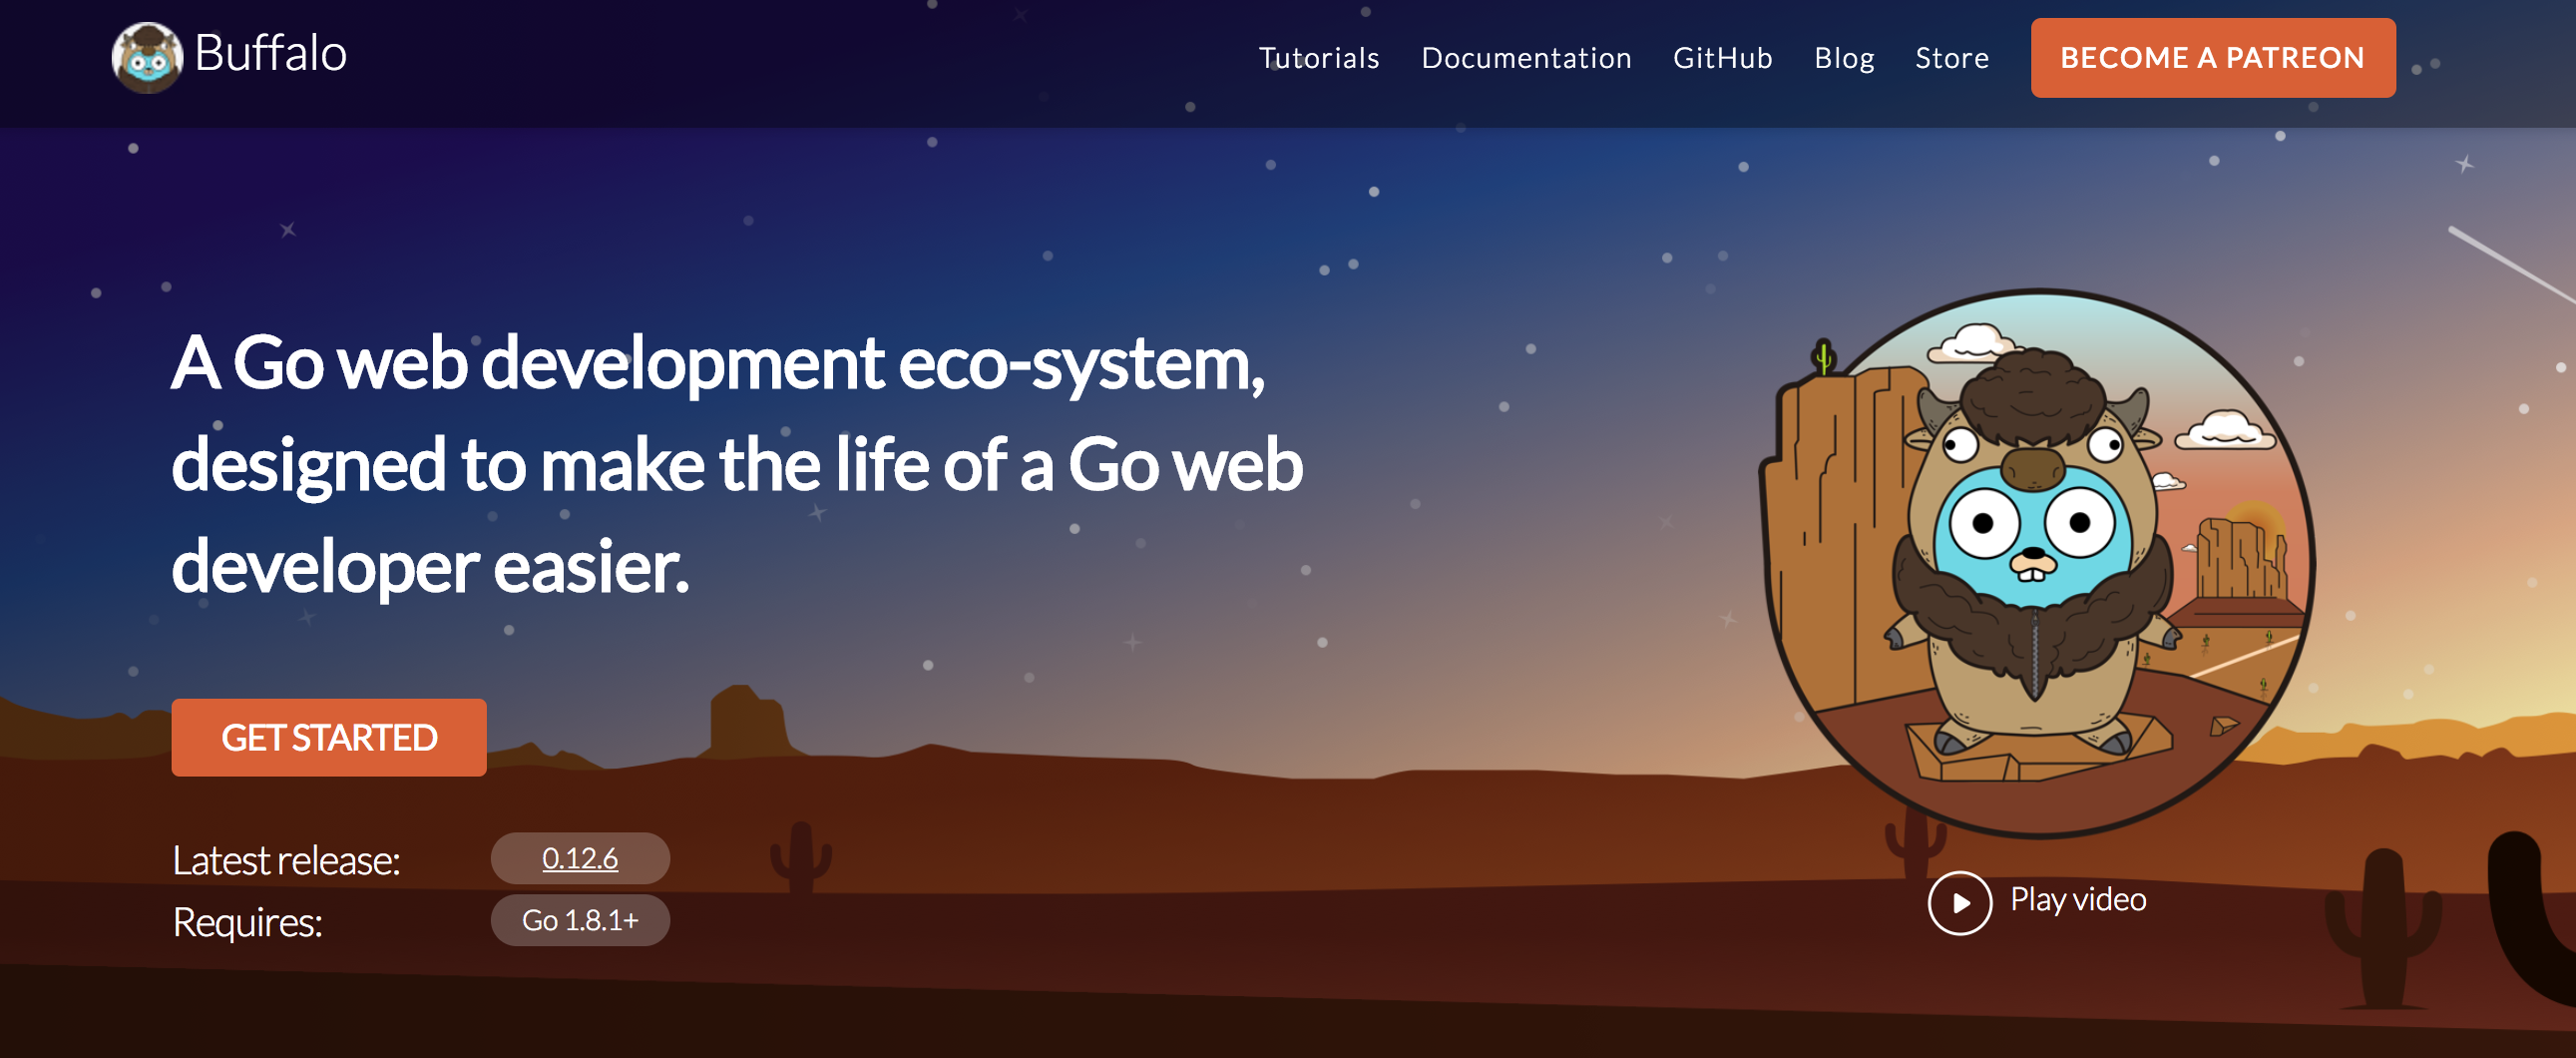 Buffalo
Tutorials Documentation GitHub Blog Store BECOME A PATREON
A Go web development eco-system,
designed to make the life of a Go web
developer easier.
GET STARTED
Latest release: 0.12.6
Requires: Go 1.8.1+
Play video